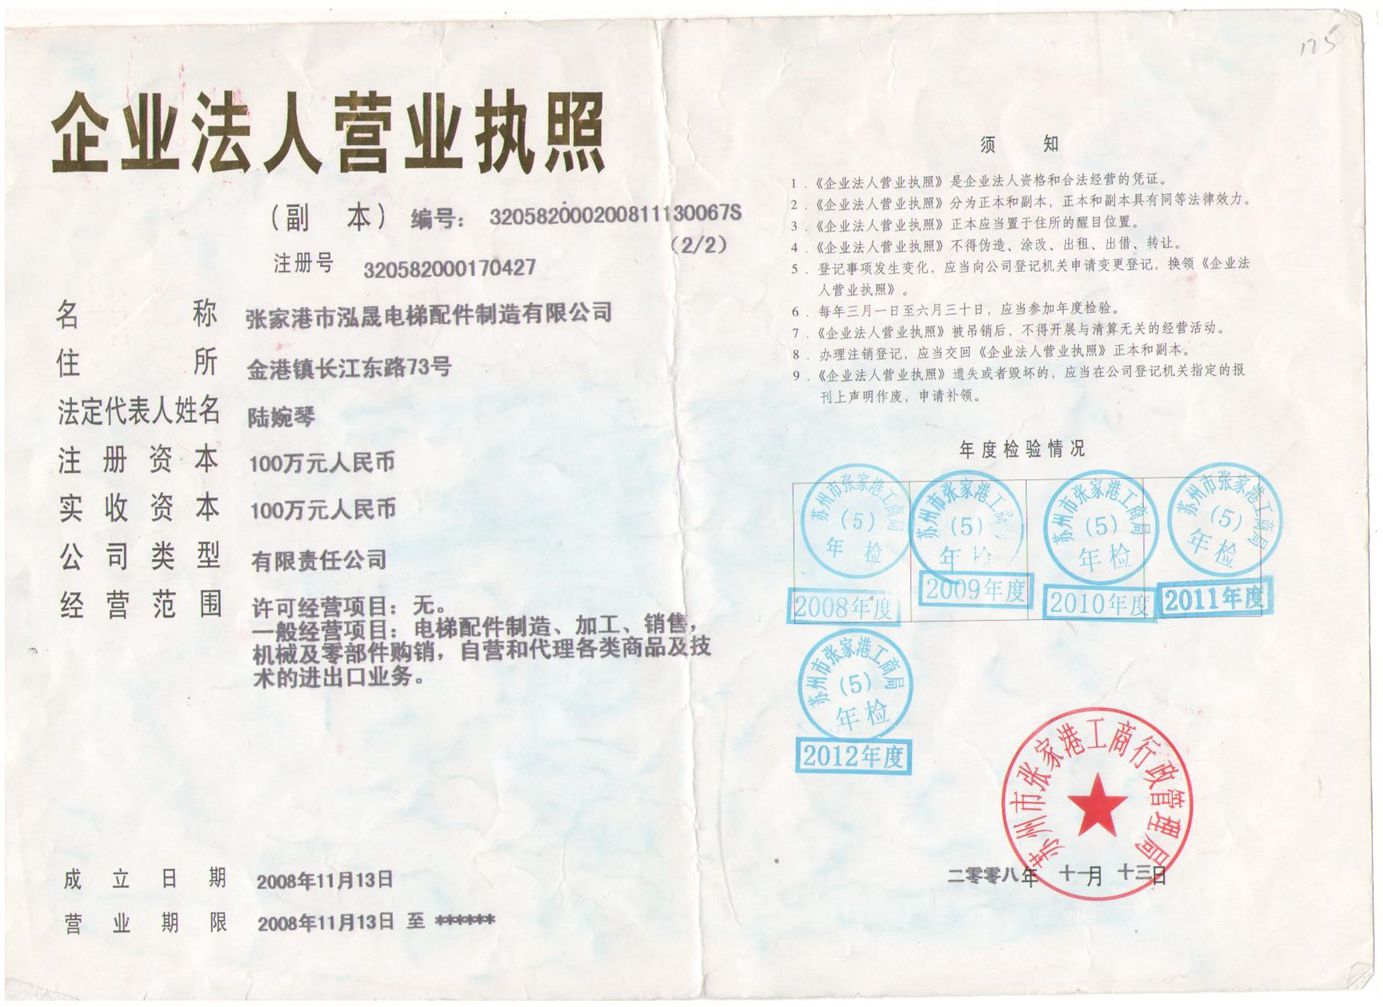 175
企业法人营业执照
（副 本）编号：320582000200811130067S
（2/2）
注册号 320582000170427
名 称 张家港市泓晟电梯配件制造有限公司
住 所 金港镇长江东路73号
法定代表人姓名 陆婉琴
注册资本 100万元人民币
实收资本 100万元人民币
公司类型 有限责任公司
经营范围 许可经营项目：无。
一般经营项目：电梯配件制造、加工、销售，
机械及零部件购销，自营和代理各类商品及技
术的进出口业务。
成立日期 2008年11月13日
营业期限 2008年11月13日 至 ******
须 知
1．《企业法人营业执照》是企业法人资格和合法经营的凭证。
2．《企业法人营业执照》分为正本和副本，正本和副本具有同等法律效力。
3．《企业法人营业执照》正本应当置于住所的醒目位置。
4．《企业法人营业执照》不得伪造、涂改、出租、出借、转让。
5．登记事项发生变化，应当向公司登记机关申请变更登记，换领《企业法
人营业执照》。
6．每年三月一日至六月三十日，应当参加年度检验。
7．《企业法人营业执照》被吊销后，不得开展与清算无关的经营活动。
8．办理注销登记，应当交回《企业法人营业执照》正本和副本。
9．《企业法人营业执照》遗失或者毁坏的，应当在公司登记机关指定的报
刊上声明作废，申请补领。
年度检验情况
苏州市张家港工商局
（5）
年检
2008年度
苏州市张家港工商局
（5）
年检
2009年度
苏州市张家港工商局
（5）
年检
2010年度
苏州市张家港工商局
（5）
年检
2011年度
苏州市张家港工商局
（5）
年检
2012年度
苏州市张家港工商行政管理局
二零零八年 十一月 十三日